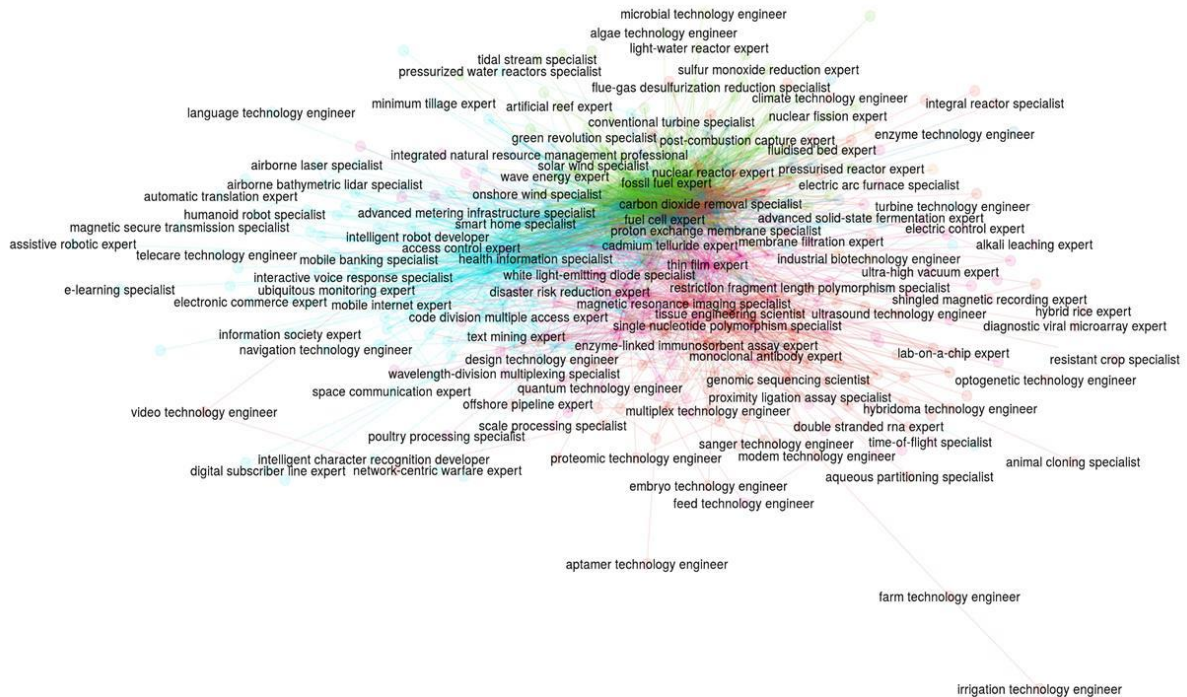 microbial technology engineer
algae technology engineer
light-water reactor expert
tidal stream specialist
pressurized water reactors specialist
sulfur monoxide reduction expert
flue-gas desulfurization reduction specialist
climate technology engineer
integral reactor specialist
minimum tillage expert
artificial reef expert
language technology engineer
nuclear fission expert
conventional turbine specialist
enzyme technology engineer
green revolution specialist
post-combustion capture expert
fluidised bed expert
integrated natural resource management professional
airborne laser specialist
solar wind specialist
nuclear reactor expert
pressurised reactor expert
wave energy expert
fossil fuel expert
airborne bathymetric lidar specialist
electric arc furnace specialist
automatic translation expert
onshore wind specialist
carbon dioxide removal specialist
turbine technology engineer
humanoid robot specialist
advanced metering infrastructure specialist
fuel cell expert
advanced solid-state fermentation expert
magnetic secure transmission specialist
smart home specialist
proton exchange membrane specialist
electric control expert
intelligent robot developer
assistive robotic expert
access control expert
cadmium telluride expert
membrane filtration expert
alkali leaching expert
telecare technology engineer
mobile banking specialist
health information specialist
thin film expert
industrial biotechnology engineer
interactive voice response specialist
white light-emitting diode specialist
ultra-high vacuum expert
e-learning specialist
ubiquitous monitoring expert
disaster risk reduction expert
restriction fragment length polymorphism specialist
electronic commerce expert
mobile internet expert
magnetic resonance imaging specialist
shingled magnetic recording expert
code division multiple access expert
tissue engineering scientist
ultrasound technology engineer
hybrid rice expert
single nucleotide polymorphism specialist
diagnostic viral microarray expert
information society expert
text mining expert
navigation technology engineer
enzyme-linked immunosorbent assay expert
design technology engineer
monoclonal antibody expert
lab-on-a-chip expert
resistant crop specialist
wavelength-division multiplexing specialist
genomic sequencing scientist
optogenetic technology engineer
space communication expert
quantum technology engineer
proximity ligation assay specialist
offshore pipeline expert
multiplex technology engineer
hybridoma technology engineer
video technology engineer
scale processing specialist
double stranded rna expert
poultry processing specialist
sanger technology engineer
time-of-flight specialist
intelligent character recognition developer
proteomic technology engineer
modem technology engineer
animal cloning specialist
digital subscriber line expert
network-centric warfare expert
aqueous partitioning specialist
embryo technology engineer
feed technology engineer
aptamer technology engineer
farm technology engineer
irrigation technology engineer